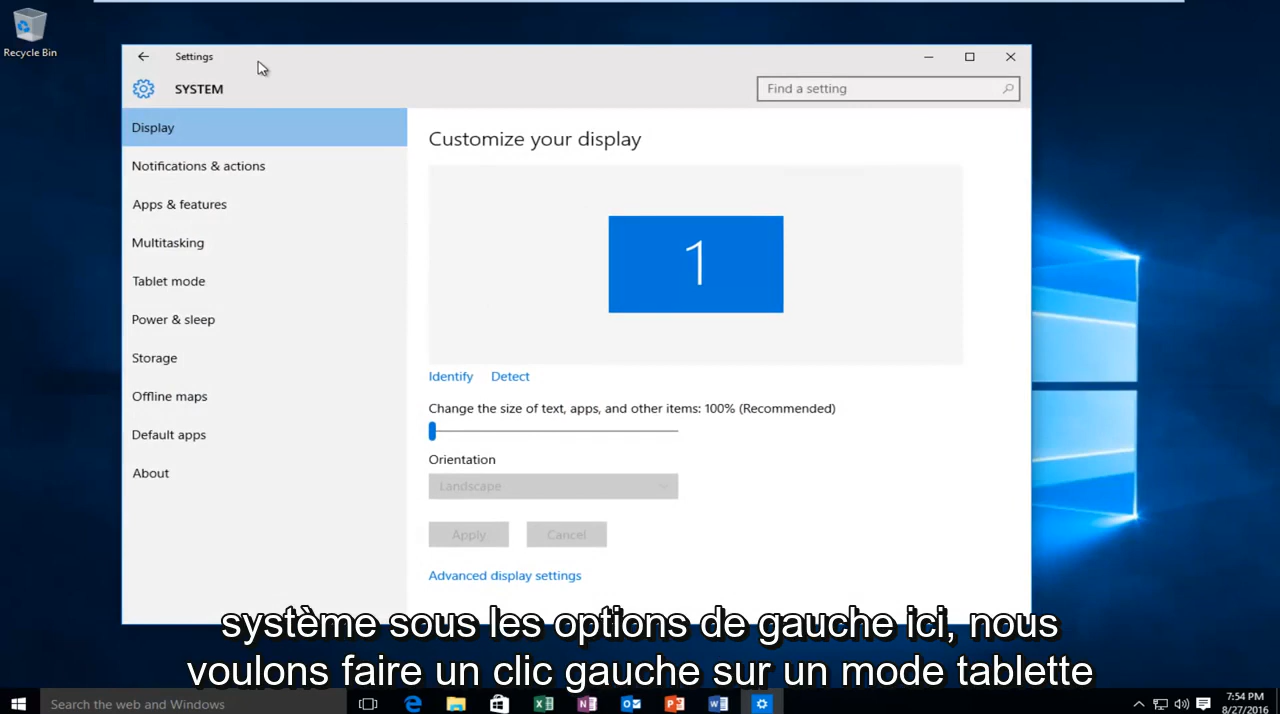 Recycle Bin
Settings
SYSTEM
Find a setting
Display
Notifications & actions
Apps & features
Multitasking
Tablet mode
Power & sleep
Storage
Offline maps
Default apps
About
Customize your display
1
Identify Detect
Change the size of text, apps, and other items: 100% (Recommended)
Orientation
Landscape
Apply Cancel
Advanced display settings
système sous les options de gauche ici, nous
voulons faire un clic gauche sur un mode tablette
Search the web and Windows
7:54 PM
8/27/2016